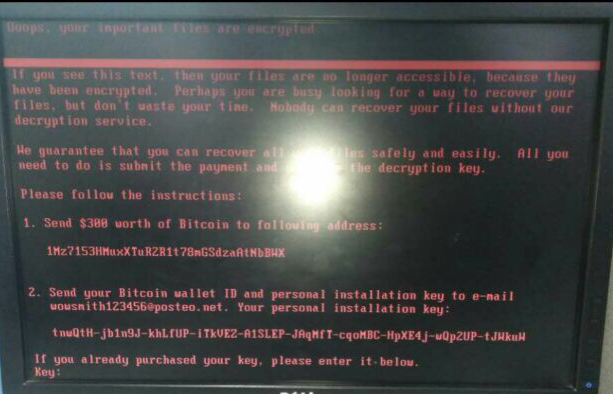 Ooops, your important files are encrypted.
If you see this text, then your files are no longer accessible, because they
have been encrypted. Perhaps you are busy looking for a way to recover your
files, but don't waste your time. Nobody can recover your files without our
decryption service.
We guarantee that you can recover all files safely and easily. All you
need to do is submit the payment and the decryption key.
Please follow the instructions:
1. Send $300 worth of Bitcoin to following address:
1Mz7153HMuxXTuR2R1t78mGSdzaAtNbBWX
2. Send your Bitcoin wallet ID and personal installation key to e-mail
wowsmith123456@posteo.net. Your personal installation key:
tnwQtH-jb1n9J-khLfUP-iTkVE2-A1SLEP-JAqMfT-cqoMBC-HpXE4j-wQp2UP-tJWkuW
If you already purchased your key, please enter it below.
Key: